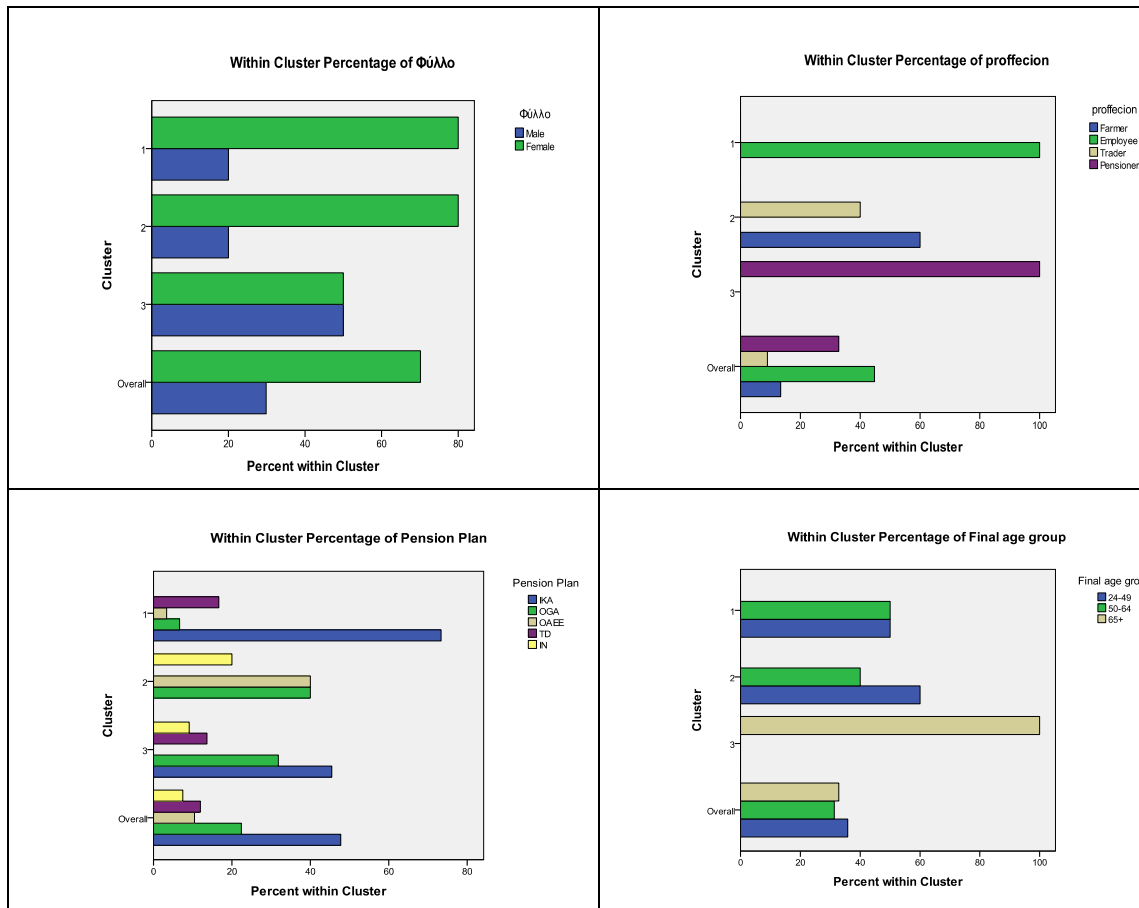 Within Cluster Percentage of Φύλλο
Φύλλο
Male
Female
1
2
3
Overall
Cluster
0 20 40 60 80
Percent within Cluster
Within Cluster Percentage of proffecion
proffecion
Farmer
Employee
Trader
Pensioner
1
2
3
Overall
Cluster
0 20 40 60 80 100
Percent within Cluster
Within Cluster Percentage of Pension Plan
Pension Plan
IKA
OGA
OAEE
TD
IN
1
2
3
Overall
Cluster
0 20 40 60 80
Percent within Cluster
Within Cluster Percentage of Final age group
Final age gro
24-49
50-64
65+
1
2
3
Overall
Cluster
0 20 40 60 80 100
Percent within Cluster